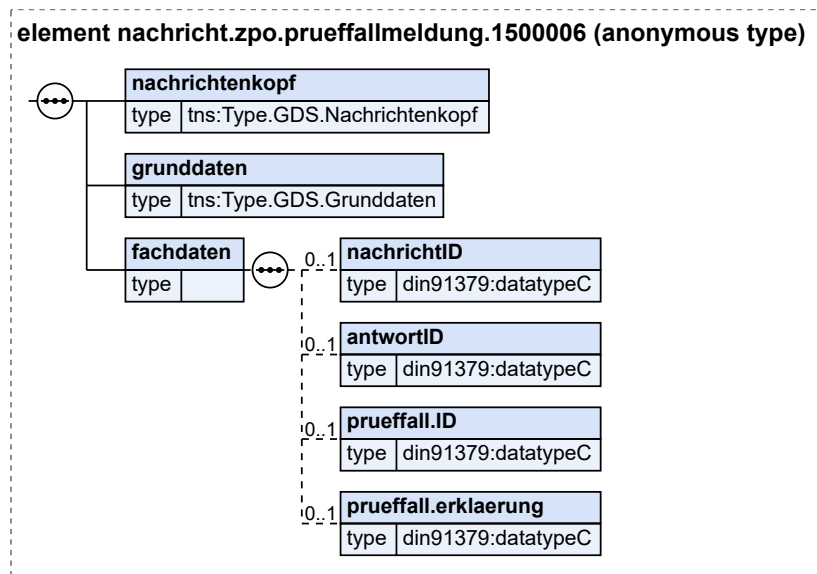 element nachricht.zpo.prueffallmeldung.1500006 (anonymous type)
nachrichtenkopf
type tns:Type.GDS.Nachrichtenkopf
grunddaten
type tns:Type.GDS.Grunddaten
fachdaten
type
0..1 nachrichtID
type din91379:datatypeC
0..1 antwortID
type din91379:datatypeC
0..1 prueffall.ID
type din91379:datatypeC
0..1 prueffall.erklaerung
type din91379:datatypeC